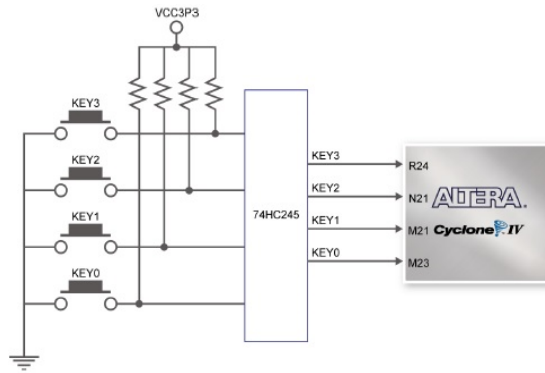 VCC3P3
KEY3
KEY2
KEY1
KEY0
74HC245
KEY3
KEY2
KEY1
KEY0
R24
N21
M21
M23
ALTERA.
Cyclone IV